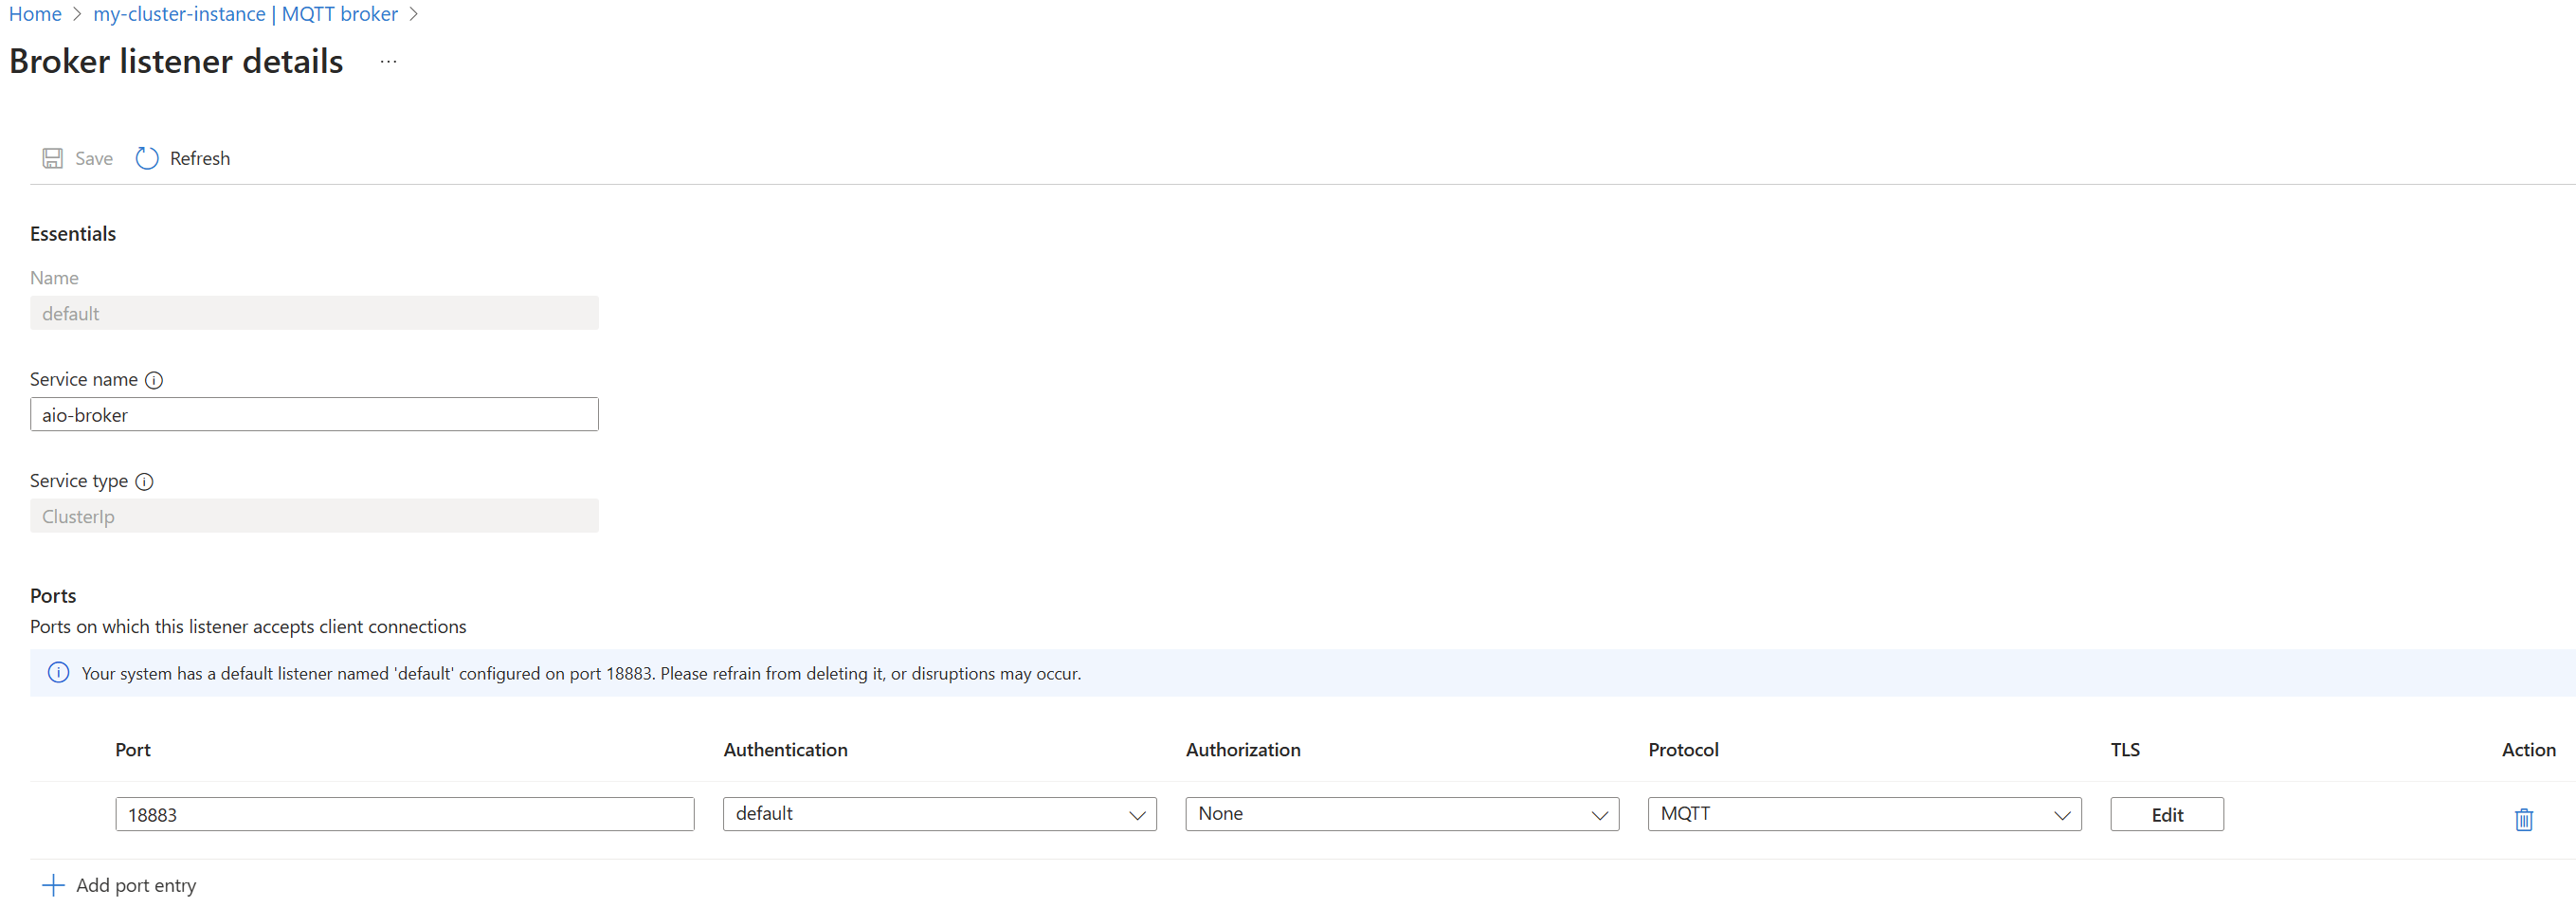 Home > my-cluster-instance | MQTT broker >
Broker listener details ...
Save Refresh
Essentials
Name
default
Service name
aio-broker
Service type
ClusterIp
Ports
Ports on which this listener accepts client connections
Your system has a default listener named 'default' configured on port 18883. Please refrain from deleting it, or disruptions may occur.
Port Authentication Authorization Protocol TLS Action
18883 default None MQTT Edit
Add port entry